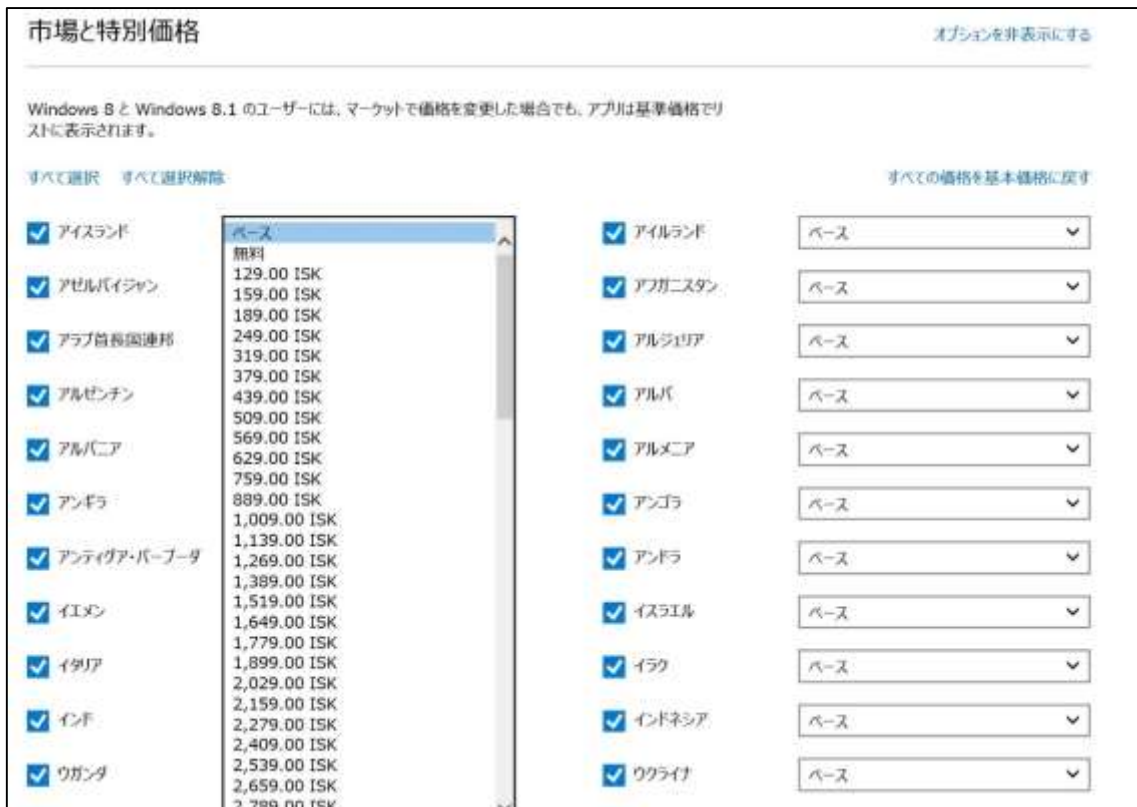 市場と特別価格
オプションを非表示にする
Windows 8 と Windows 8.1 のユーザーには、マーケットで価格を変更した場合でも、アプリは基準価格でリ
ストに表示されます。
すべて選択 すべて選択解除
すべての価格を基本価格に戻す
アイスランド
ベース
無料
129.00 ISK
159.00 ISK
189.00 ISK
249.00 ISK
319.00 ISK
379.00 ISK
439.00 ISK
509.00 ISK
569.00 ISK
629.00 ISK
759.00 ISK
889.00 ISK
1,009.00 ISK
1,139.00 ISK
1,269.00 ISK
1,389.00 ISK
1,519.00 ISK
1,649.00 ISK
1,779.00 ISK
1,899.00 ISK
2,029.00 ISK
2,159.00 ISK
2,279.00 ISK
2,409.00 ISK
2,539.00 ISK
2,659.00 ISK
2,789.00 ISK
アゼルバイジャン
アラブ首長国連邦
アルゼンチン
アルバニア
アンギラ
アンティグア・バーブーダ
イエメン
イタリア
インド
ウガンダ
アイルランド ベース
アフガニスタン ベース
アルジェリア ベース
アルバ ベース
アルメニア ベース
アンゴラ ベース
アンドラ ベース
イスラエル ベース
イラク ベース
インドネシア ベース
ウクライナ ベース